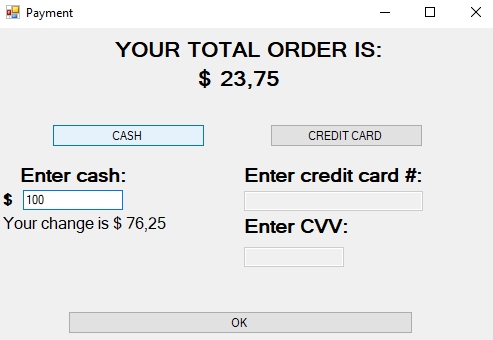 Payment
YOUR TOTAL ORDER IS:
$ 23,75
CASH
CREDIT CARD
Enter cash:
$ 100
Your change is $ 76,25
Enter credit card #:
Enter CVV:
OK